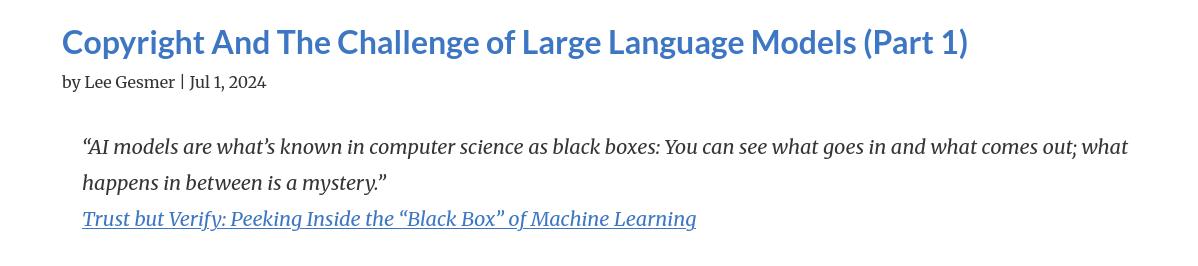 Copyright And The Challenge of Large Language Models (Part 1)
by Lee Gesmer | Jul 1, 2024
“AI models are what’s known in computer science as black boxes: You can see what goes in and what comes out; what
happens in between is a mystery.”
Trust but Verify: Peeking Inside the “Black Box” of Machine Learning